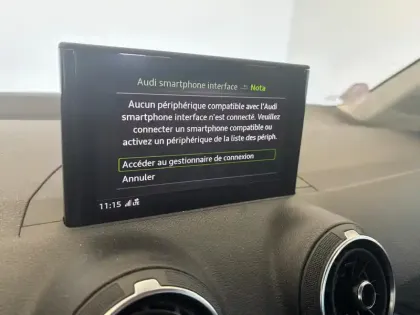 Audi smartphone interface Nota
Aucun périphérique compatible avec l'Audi
smartphone interface n'est connecté. Veuillez
connecter un smartphone compatible ou
activez un périphérique de la liste des périph.
Accéder au gestionnaire de connexion
Annuler
11:15